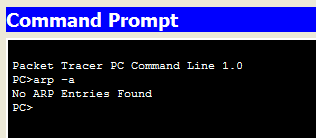 Command Prompt
Packet Tracer PC Command Line 1.0
PC>arp -a
No ARP Entries Found
PC>